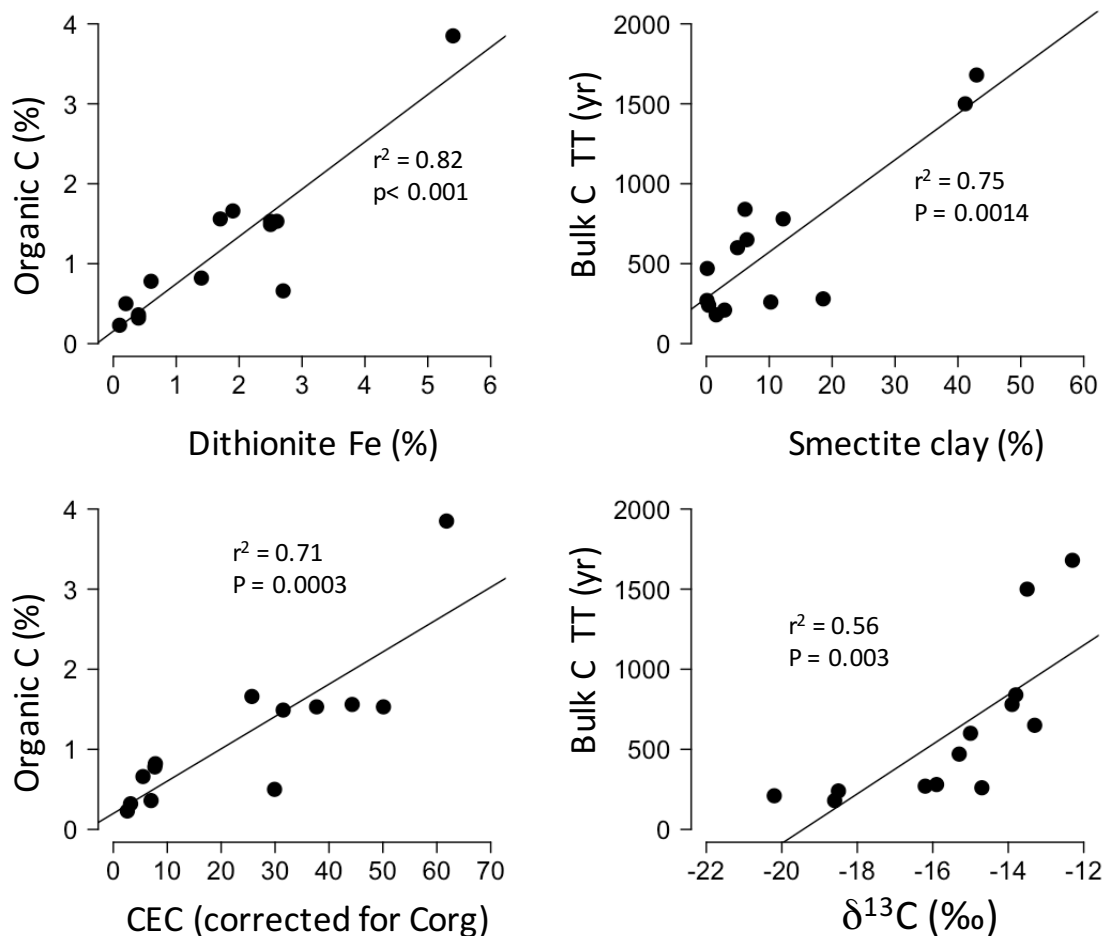 4
3
2
1
0
Organic C (%)
r² = 0.82
p< 0.001
0 1 2 3 4 5 6
Dithionite Fe (%)
2000
1500
1000
500
0
Bulk C TT (yr)
r² = 0.75
P = 0.0014
0 10 20 30 40 50 60
Smectite clay (%)
4
3
2
1
0
Organic C (%)
r² = 0.71
P = 0.0003
0 10 20 30 40 50 60 70
CEC (corrected for Corg)
2000
1500
1000
500
0
Bulk C TT (yr)
r² = 0.56
P = 0.003
-22 -20 -18 -16 -14 -12
δ¹³C (‰)